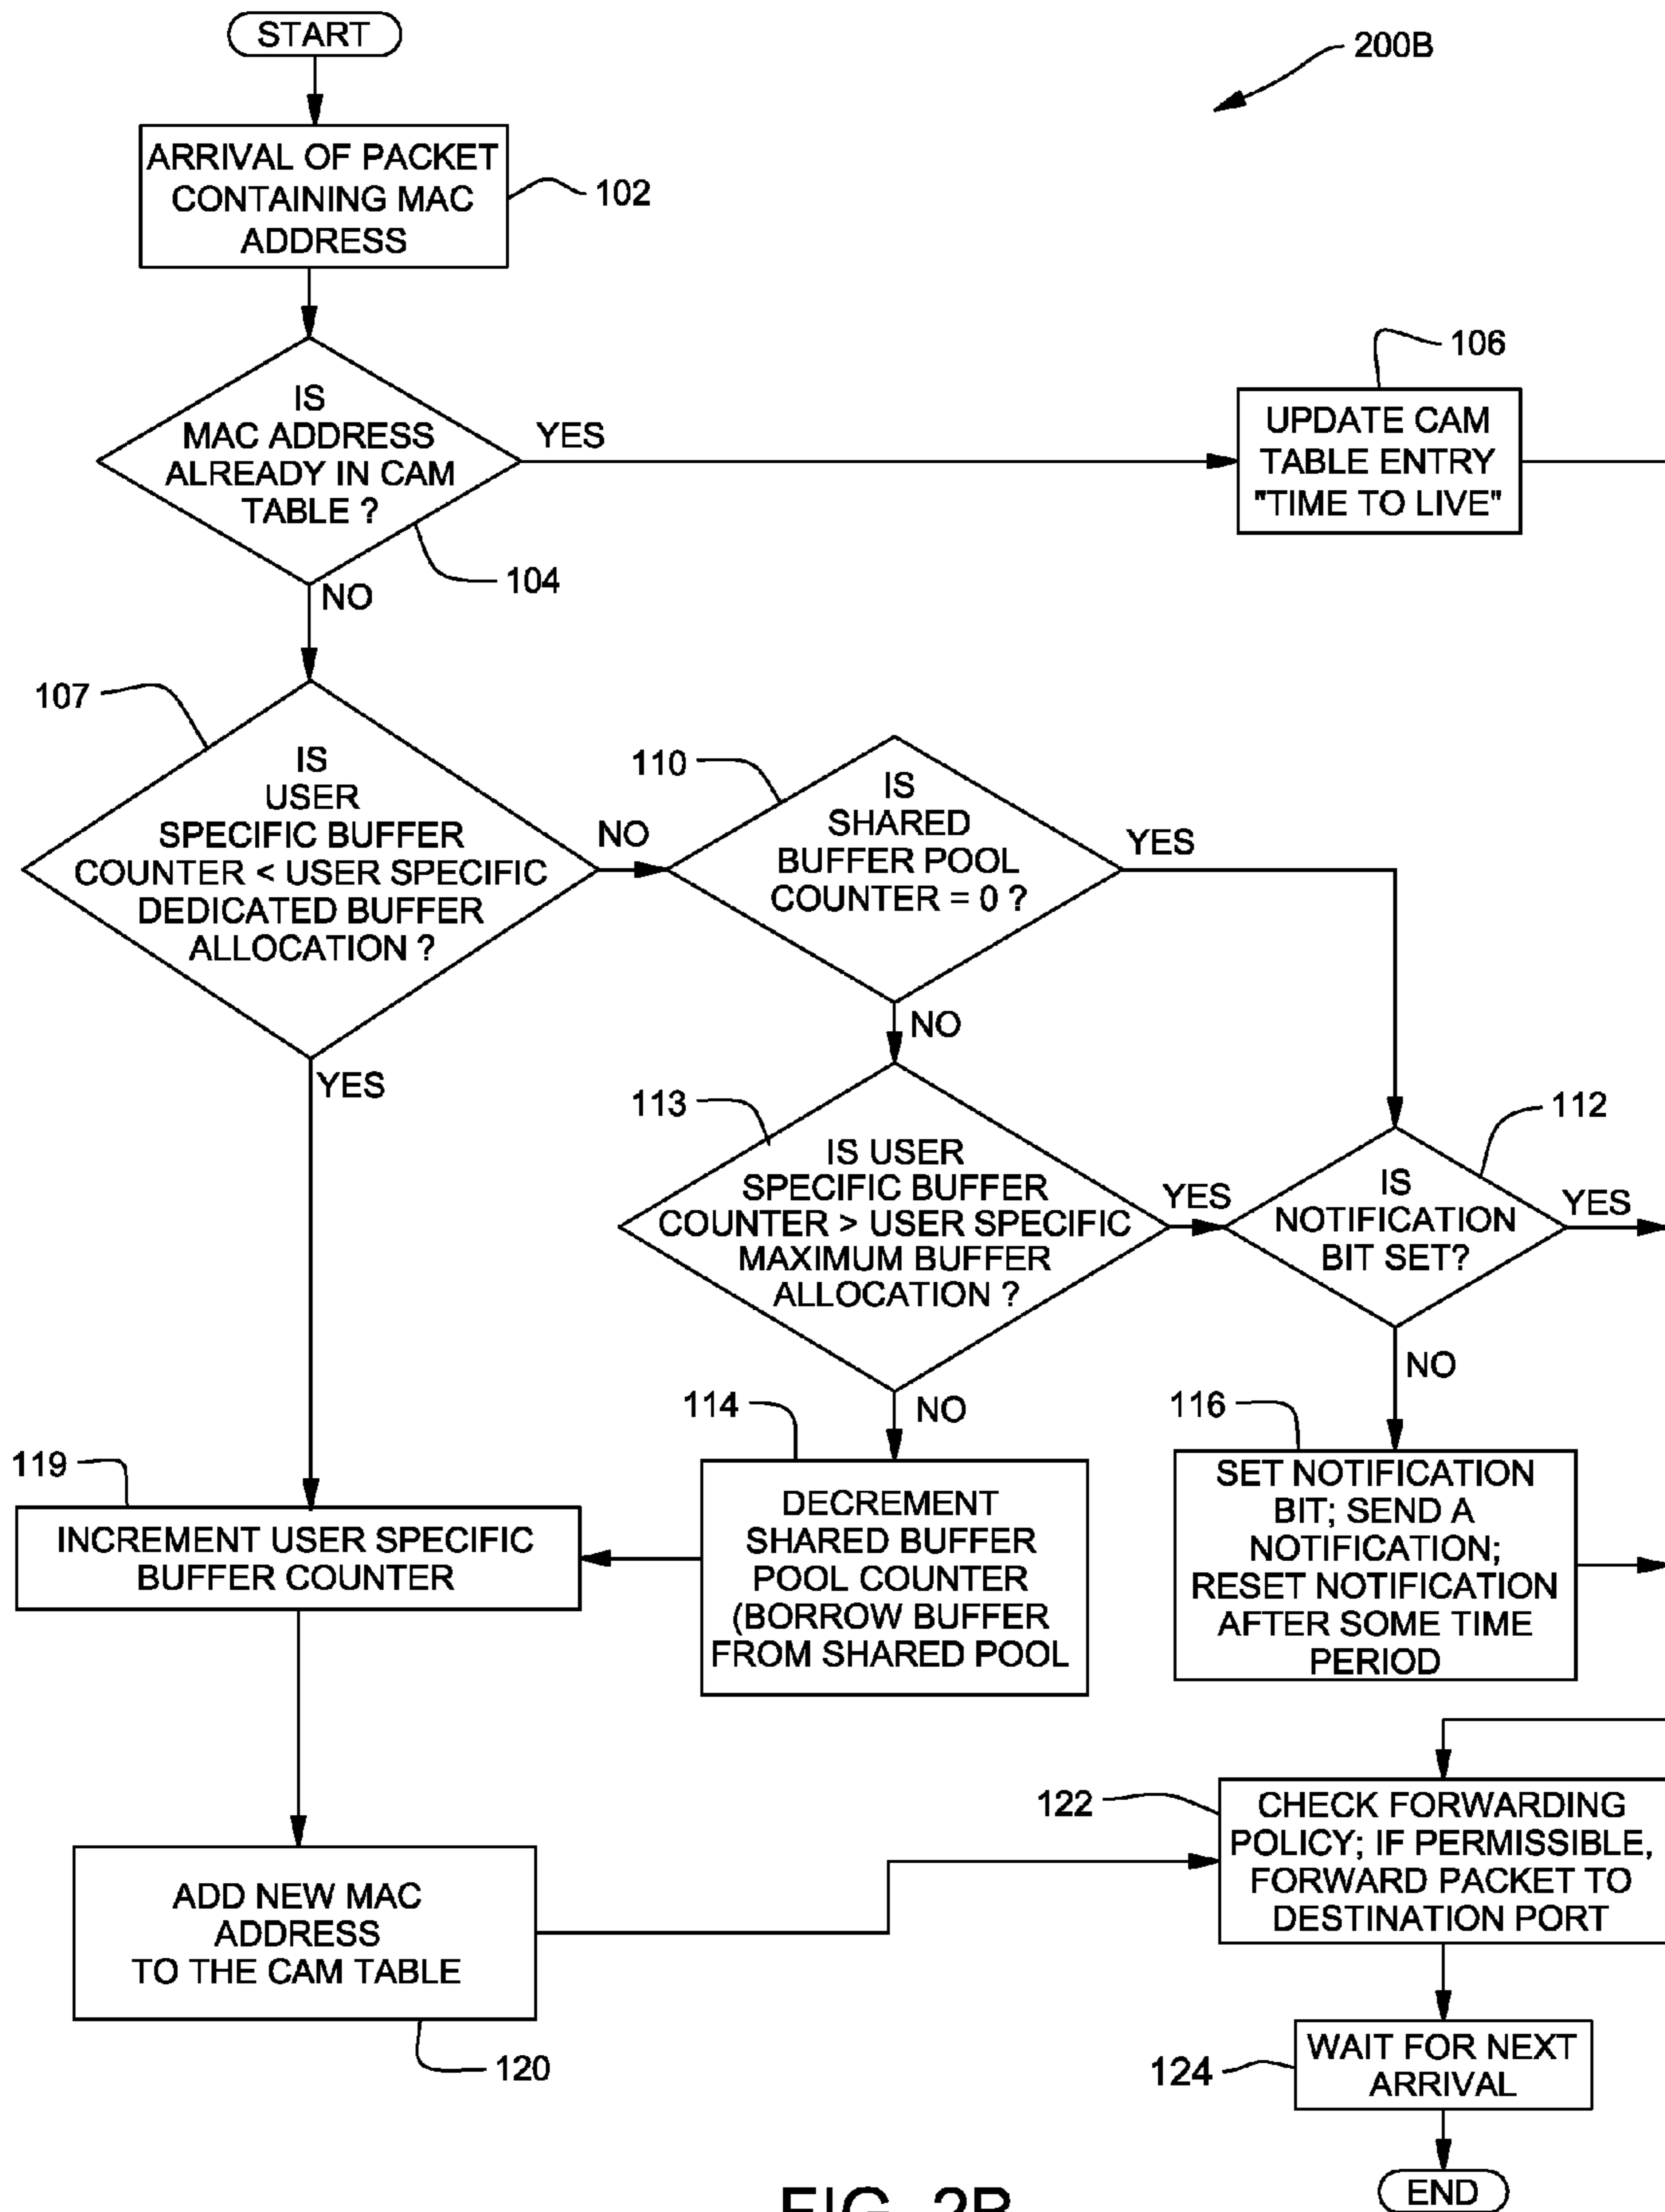 START
200B
ARRIVAL OF PACKET
CONTAINING MAC
ADDRESS
102
IS
MAC ADDRESS
ALREADY IN CAM
TABLE ?
YES
104
NO
106
UPDATE CAM
TABLE ENTRY
"TIME TO LIVE"
107
IS
USER
SPECIFIC BUFFER
COUNTER < USER SPECIFIC
DEDICATED BUFFER
ALLOCATION ?
NO
YES
110
IS
SHARED
BUFFER POOL
COUNTER = 0 ?
YES
NO
113
IS USER
SPECIFIC BUFFER
COUNTER > USER SPECIFIC
MAXIMUM BUFFER
ALLOCATION ?
YES
NO
112
IS
NOTIFICATION
BIT SET?
YES
NO
114
DECREMENT
SHARED BUFFER
POOL COUNTER
(BORROW BUFFER
FROM SHARED POOL
116
SET NOTIFICATION
BIT; SEND A
NOTIFICATION;
RESET NOTIFICATION
AFTER SOME TIME
PERIOD
119
INCREMENT USER SPECIFIC
BUFFER COUNTER
ADD NEW MAC
ADDRESS
TO THE CAM TABLE
120
122
CHECK FORWARDING
POLICY; IF PERMISSIBLE,
FORWARD PACKET TO
DESTINATION PORT
124
WAIT FOR NEXT
ARRIVAL
END
FIG. 2B